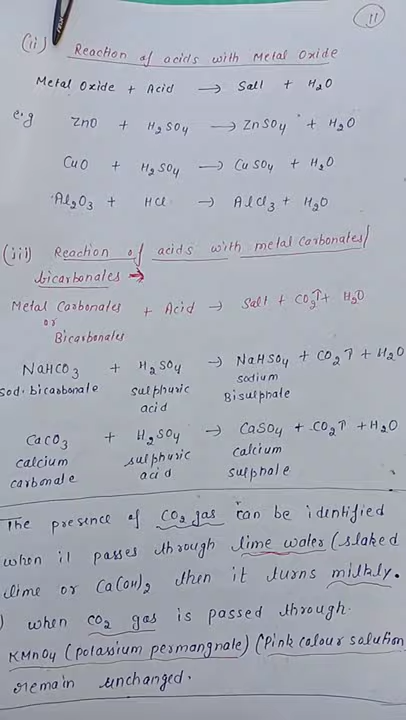 11
(ii) Reaction of acids with Metal Oxide
Metal Oxide + Acid → Salt + H₂O
e.g ZnO + H₂SO₄ → ZnSO₄ + H₂O
CuO + H₂SO₄ → CuSO₄ + H₂O
Al₂O₃ + HCl → AlCl₃ + H₂O
(iii) Reaction of acids with metal Carbonates/
bicarbonates →
Metal Carbonates + Acid → Salt + CO₂↑ + H₂O
or
Bicarbonates
NaHCO₃ + H₂SO₄ → NaHSO₄ + CO₂↑ + H₂O
sod. bicarbonate sulphuric sodium
acid Bisulphate
CaCO₃ + H₂SO₄ → CaSO₄ + CO₂↑ + H₂O
calcium sulphuric calcium
carbonate acid sulphate
The presence of CO₂ gas can be identified
when it passes through lime water (slaked
lime or Ca(OH)₂ then it turns milkly.
) when CO₂ gas is passed through
KMnO₄ (potassium permangnate) (Pink colour solution
remain unchanged.